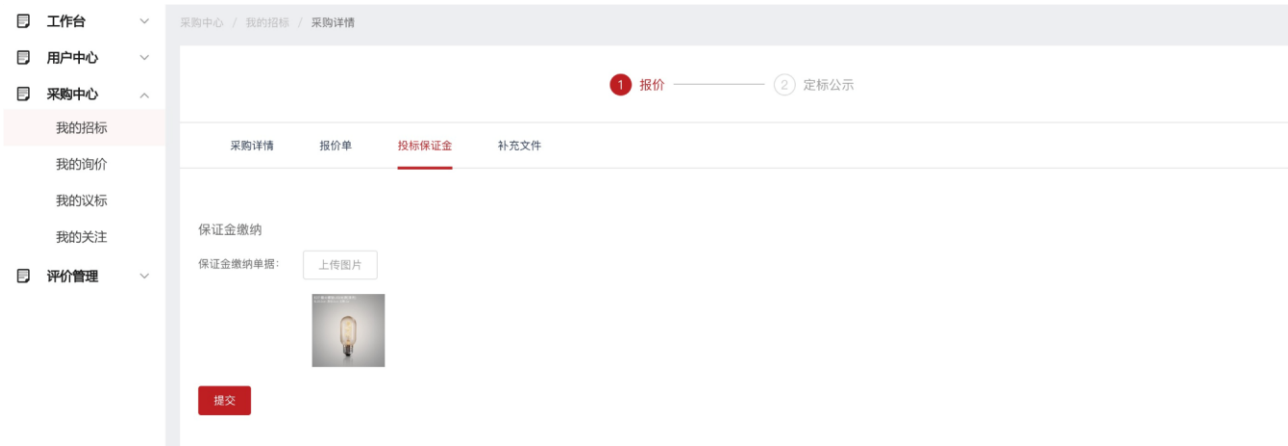 工作台
用户中心
采购中心
我的招标
我的询价
我的议标
我的关注
评价管理
采购中心 / 我的招标 / 采购详情
1 报价 2 定标公示
采购详情 报价单 投标保证金 补充文件
保证金缴纳
保证金缴纳单据: 上传图片
提交